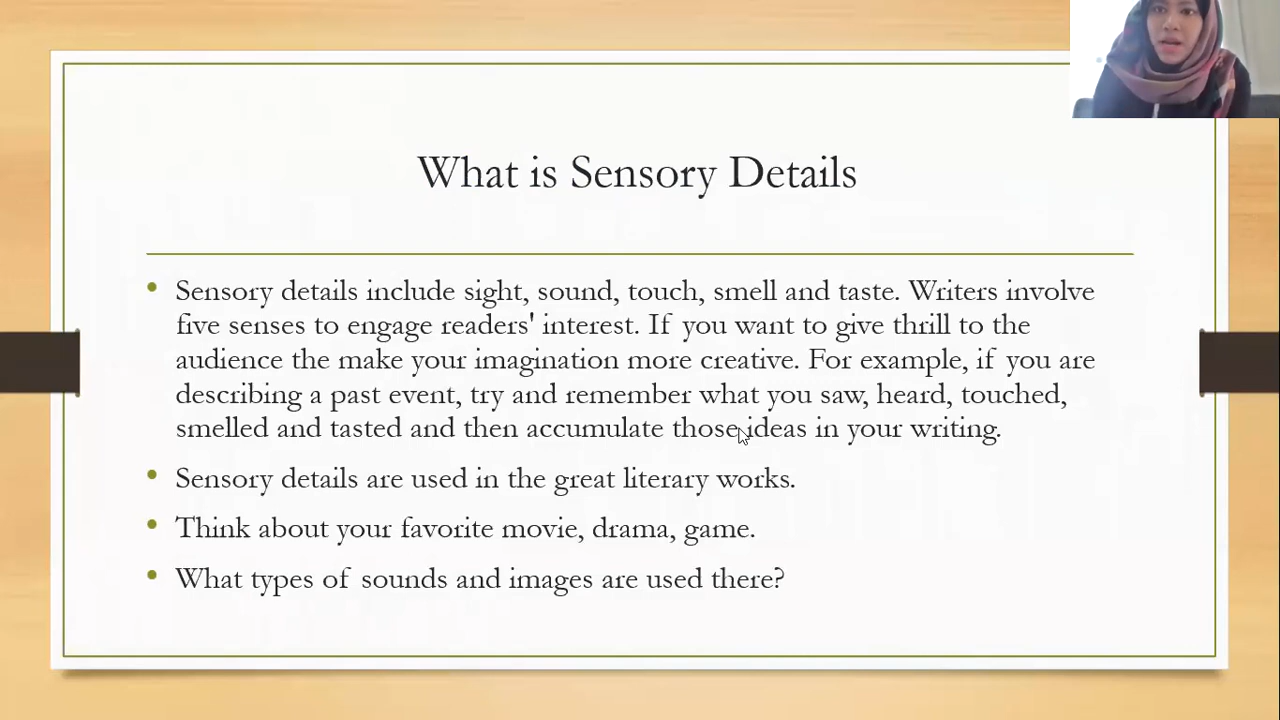 What is Sensory Details
• Sensory details include sight, sound, touch, smell and taste. Writers involve
five senses to engage readers' interest. If you want to give thrill to the
audience the make your imagination more creative. For example, if you are
describing a past event, try and remember what you saw, heard, touched,
smelled and tasted and then accumulate those ideas in your writing.
• Sensory details are used in the great literary works.
• Think about your favorite movie, drama, game.
• What types of sounds and images are used there?